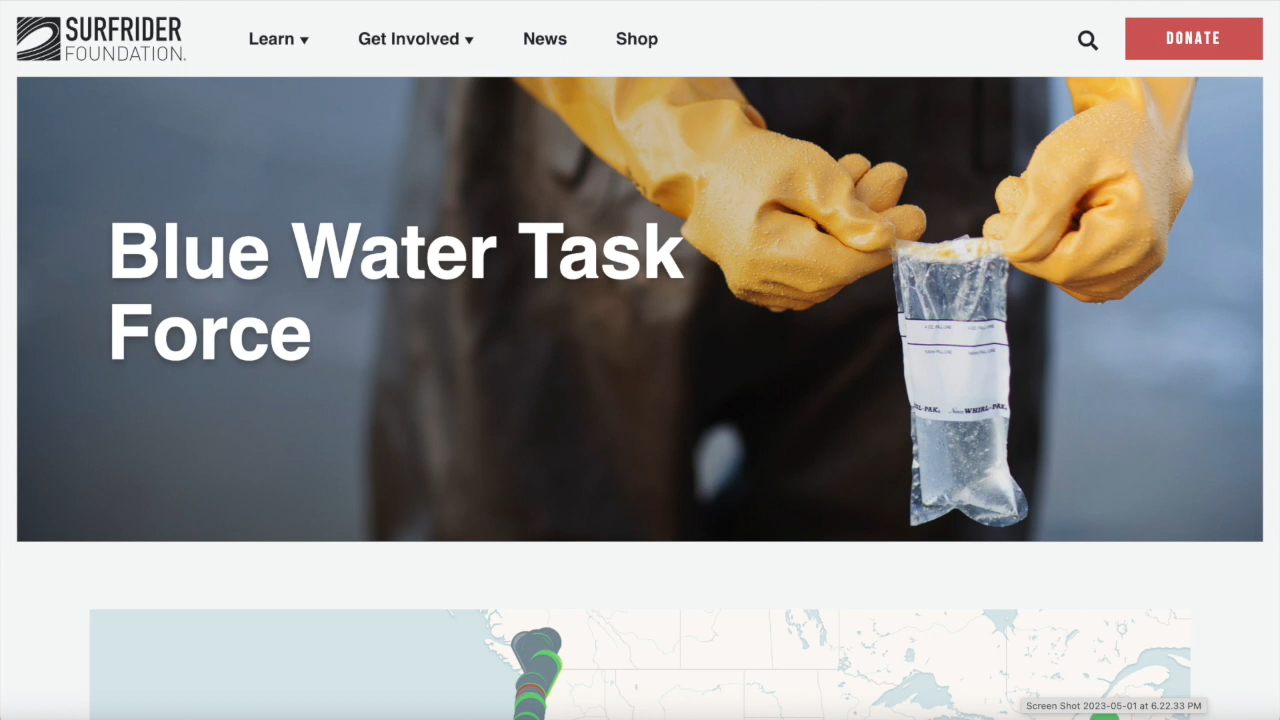 SURFRIDER
FOUNDATION.
Learn ▼
Get Involved ▼
News
Shop
DONATE
Blue Water Task
Force
WHIRL-PAK
Screen Shot 2023-05-01 at 6.22.33 PM